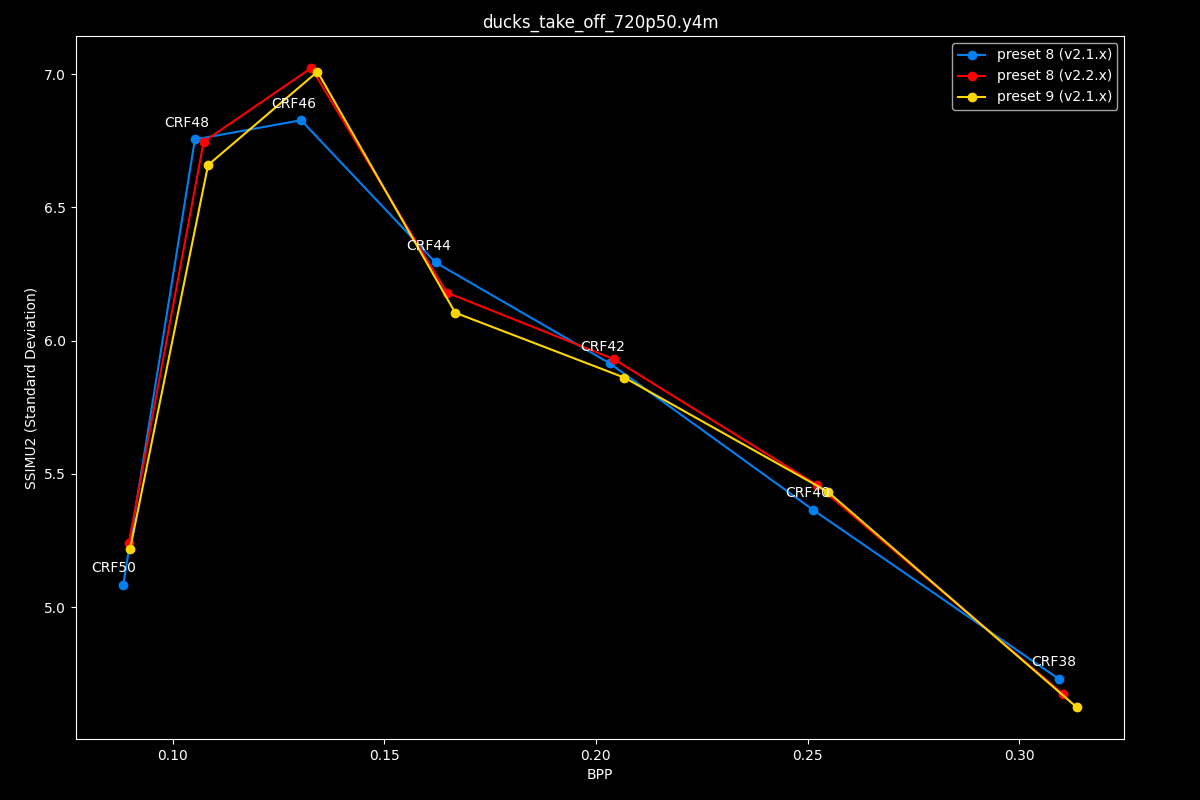 ducks_take_off_720p50.y4m
preset 8 (v2.1.x)
preset 8 (v2.2.x)
preset 9 (v2.1.x)
7.0
6.5
6.0
5.5
5.0
SSIMU2 (Standard Deviation)
CRF50
CRF48
CRF46
CRF44
CRF42
CRF40
CRF38
0.10
0.15
0.20
0.25
0.30
BPP